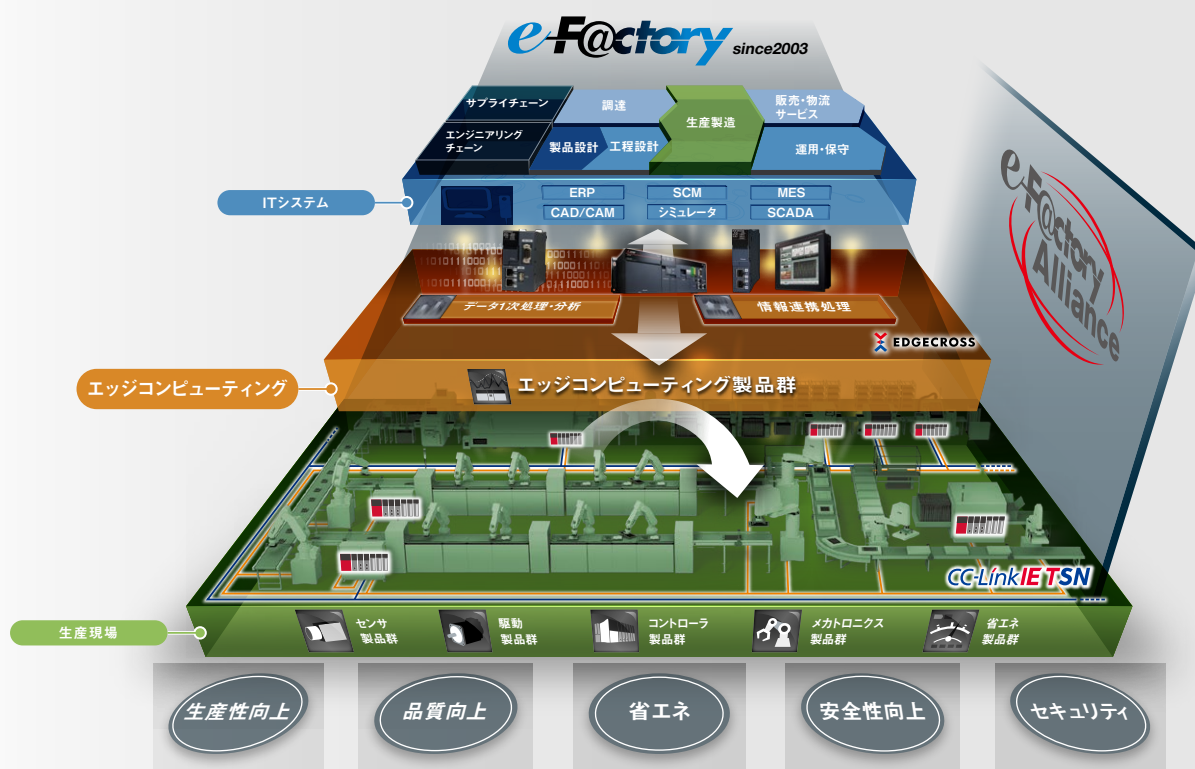 e-F@ctory since2003
サプライチェーン
調達
生産製造
販売・物流
サービス
エンジニアリング
チェーン
製品設計
工程設計
運用・保守
ITシステム
ERP
SCM
MES
CAD/CAM
シミュレータ
SCADA
e-F@ctory
Alliance
データ1次処理・分析
情報連携処理
EDGECROSS
エッジコンピューティング
エッジコンピューティング製品群
CC-Link IE TSN
生産現場
センサ
製品群
駆動
製品群
コントローラ
製品群
メカトロニクス
製品群
省エネ
製品群
生産性向上
品質向上
省エネ
安全性向上
セキュリティ